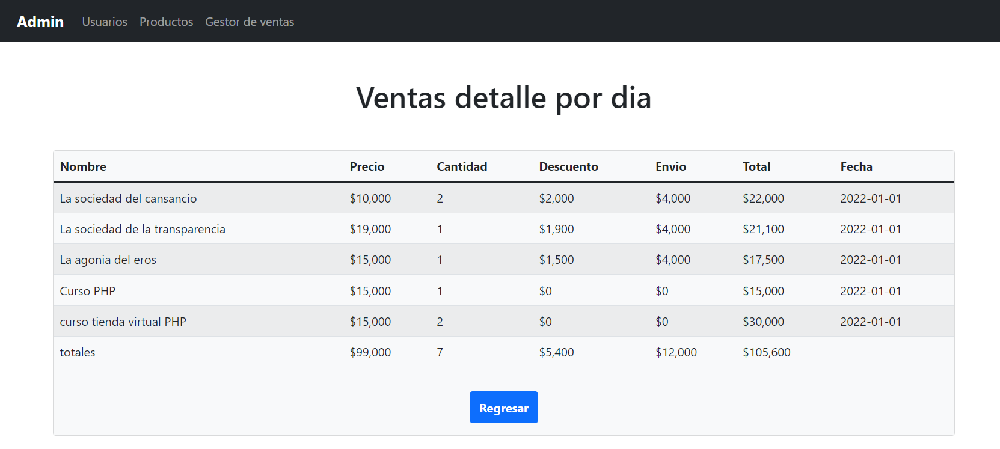 Admin Usuarios Productos Gestor de ventas
Ventas detalle por dia
Nombre Precio Cantidad Descuento Envio Total Fecha
La sociedad del cansancio $10,000 2 $2,000 $4,000 $22,000 2022-01-01
La sociedad de la transparencia $19,000 1 $1,900 $4,000 $21,100 2022-01-01
La agonia del eros $15,000 1 $1,500 $4,000 $17,500 2022-01-01
Curso PHP $15,000 1 $0 $0 $15,000 2022-01-01
curso tienda virtual PHP $15,000 2 $0 $0 $30,000 2022-01-01
totales $99,000 7 $5,400 $12,000 $105,600
Regresar